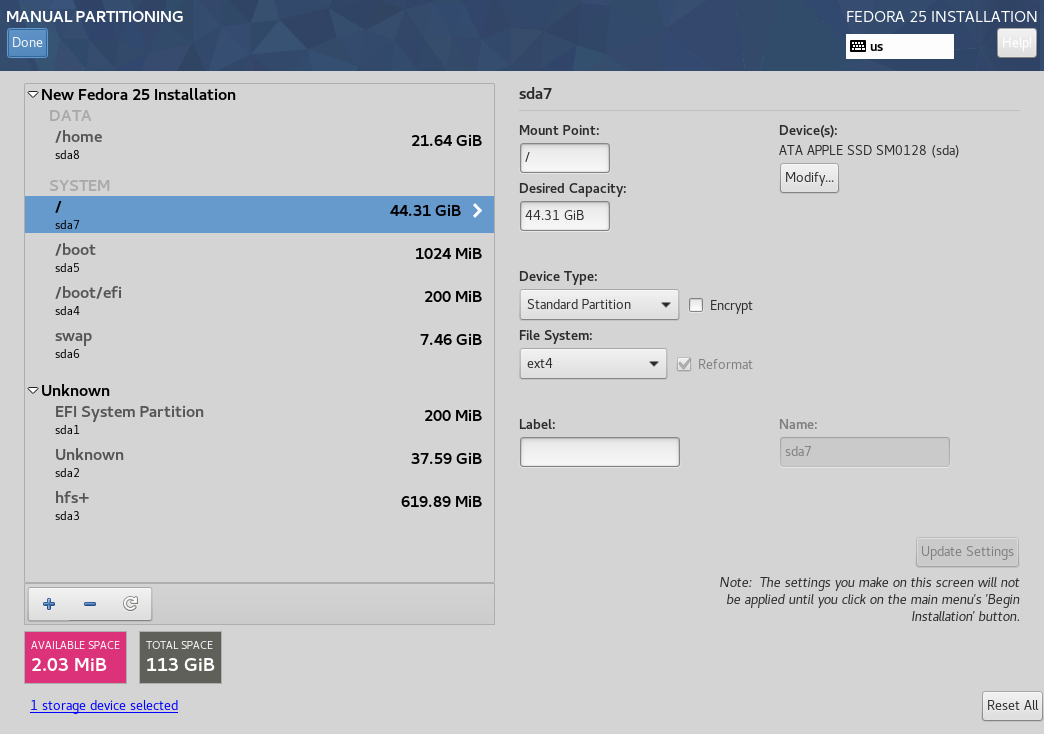 MANUAL PARTITIONING
FEDORA 25 INSTALLATION
Done
us
Help!
New Fedora 25 Installation
DATA
/home
21.64 GiB
sda8
SYSTEM
/
44.31 GiB
sda7
/boot
1024 MiB
sda5
/boot/efi
200 MiB
sda4
swap
7.46 GiB
sda6
Unknown
EFI System Partition
200 MiB
sda1
Unknown
37.59 GiB
sda2
hfs+
619.89 MiB
sda3
AVAILABLE SPACE
2.03 MiB
TOTAL SPACE
113 GiB
1 storage device selected
sda7
Mount Point:
/
Device(s):
ATA APPLE SSD SM0128 (sda)
Modify...
Desired Capacity:
44.31 GiB
Device Type:
Standard Partition
Encrypt
File System:
ext4
Reformat
Label:
Name:
sda7
Update Settings
Note: The settings you make on this screen will not
be applied until you click on the main menu's 'Begin
Installation' button.
Reset All